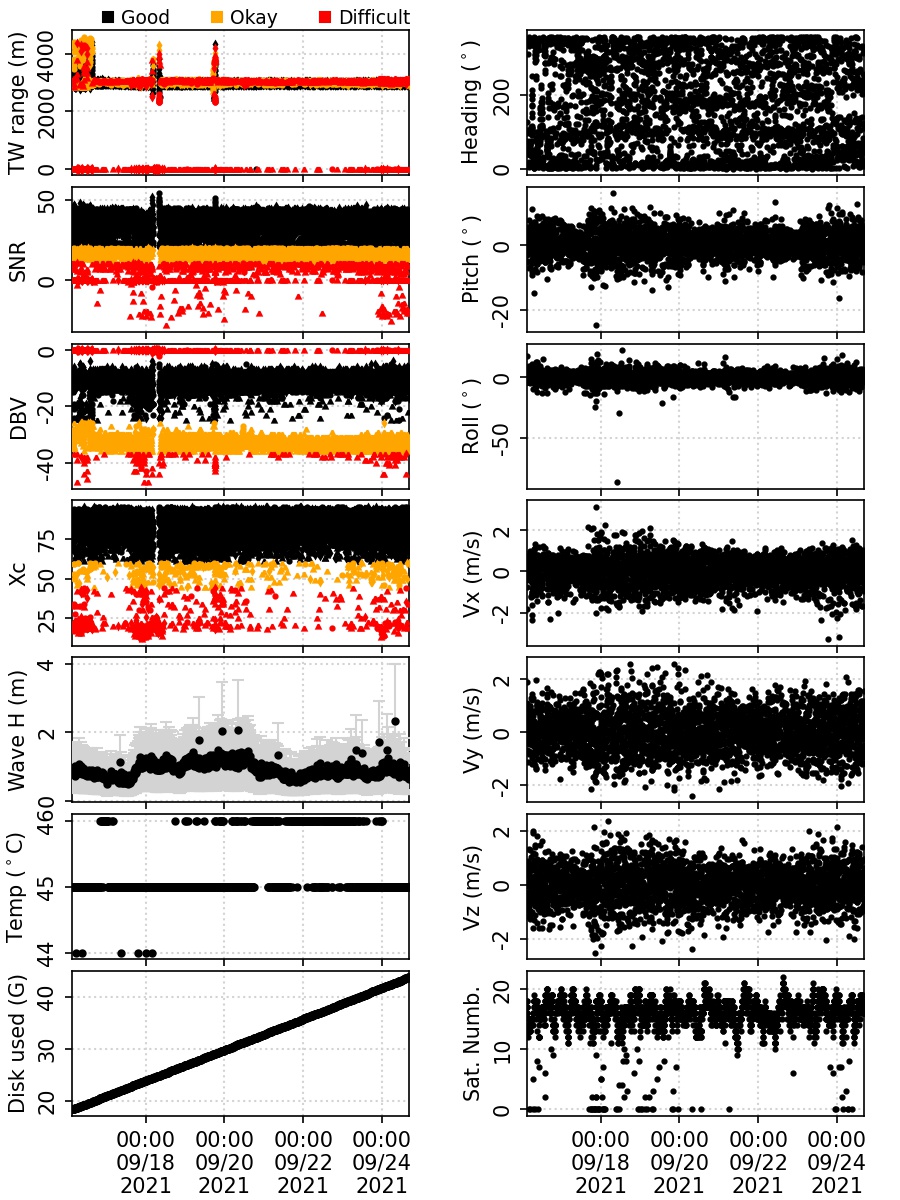 Good Okay Difficult
TW range (m)
4000
2000
0
SNR
50
0
DBV
0
-20
-40
Xc
75
50
25
Wave H (m)
4
2
0
Temp (°C)
46
45
44
Disk used (G)
40
30
20
00:00 00:00 00:00 00:00
09/18 09/20 09/22 09/24
2021 2021 2021 2021
Heading (°)
200
0
Pitch (°)
0
-20
Roll (°)
0
-50
Vx (m/s)
2
0
-2
Vy (m/s)
2
0
-2
Vz (m/s)
2
0
-2
Sat. Numb.
20
10
0
00:00 00:00 00:00 00:00
09/18 09/20 09/22 09/24
2021 2021 2021 2021